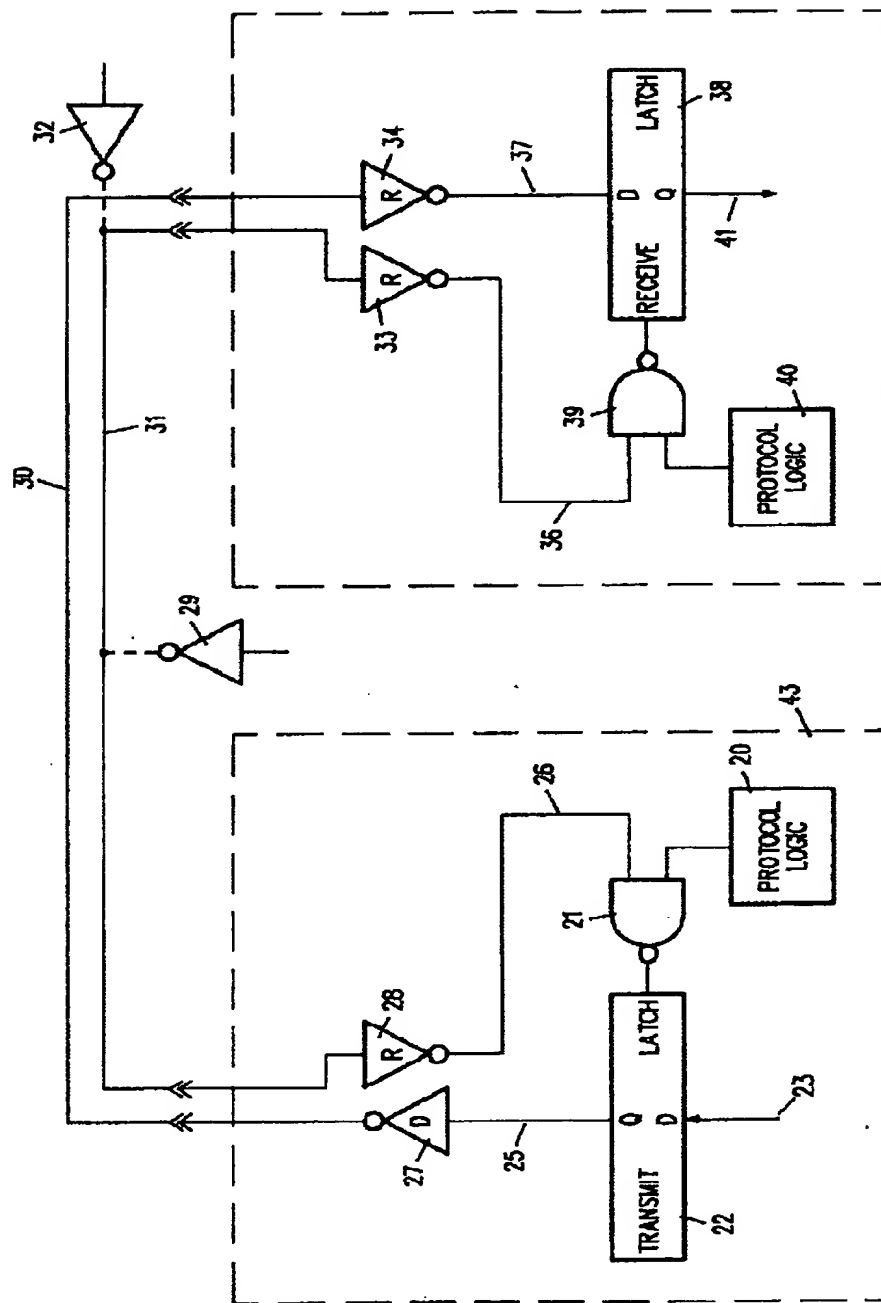 30
31
32
29
43
28
27
25
26
21
TRANSMIT
Q
D
LATCH
22
23
20
PROTOCOL
LOGIC
R
D
34
33
R
R
37
36
39
RECEIVE
D
Q
LATCH
38
41
40
PROTOCOL
LOGIC